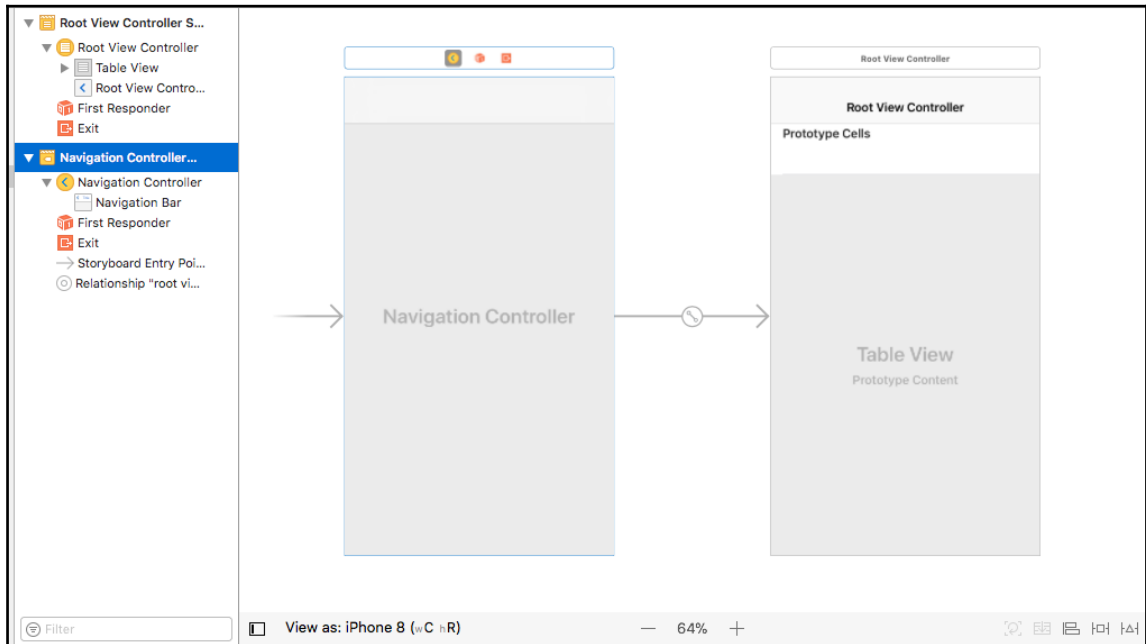 Root View Controller S...
Root View Controller
Table View
Root View Contro...
First Responder
Exit
Navigation Controller...
Navigation Controller
Navigation Bar
First Responder
Exit
Storyboard Entry Poi...
Relationship "root vi...
Filter
Navigation Controller
Root View Controller
Root View Controller
Prototype Cells
Table View
Prototype Content
View as: iPhone 8 (wC hR)
— 64% +